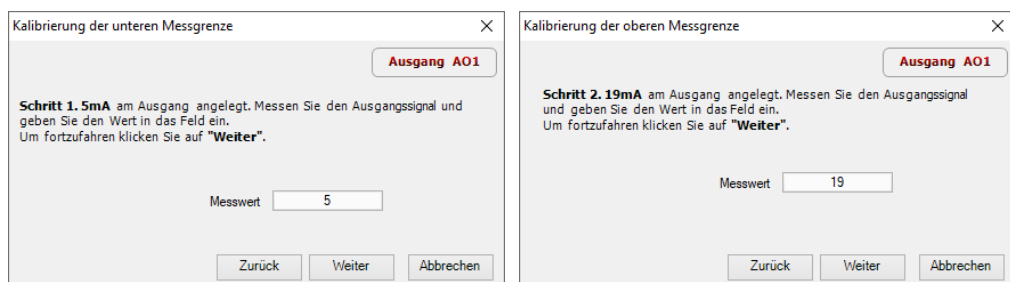 Kalibrierung der unteren Messgrenze
Ausgang AO1
Schritt 1. 5mA am Ausgang angelegt. Messen Sie den Ausgangssignal und
geben Sie den Wert in das Feld ein.
Um fortzufahren klicken Sie auf "Weiter".
Messwert 5
Zurück Weiter Abbrechen
Kalibrierung der oberen Messgrenze
Ausgang AO1
Schritt 2. 19mA am Ausgang angelegt. Messen Sie den Ausgangssignal
und geben Sie den Wert in das Feld ein.
Um fortzufahren klicken Sie auf "Weiter".
Messwert 19
Zurück Weiter Abbrechen